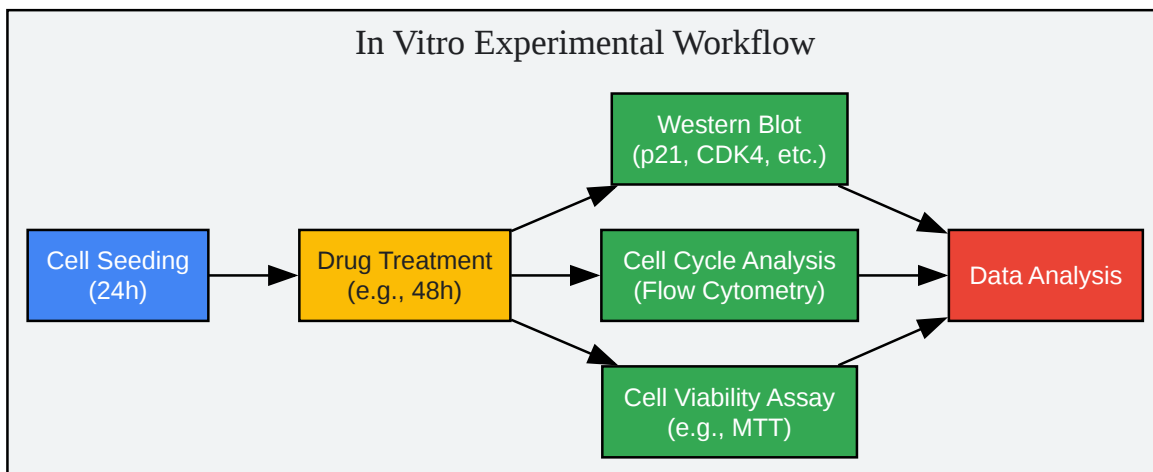 In Vitro Experimental Workflow
Western Blot
(p21, CDK4, etc.)
Cell Seeding
(24h)
Drug Treatment
(e.g., 48h)
Cell Cycle Analysis
(Flow Cytometry)
Data Analysis
Cell Viability Assay
(e.g., MTT)